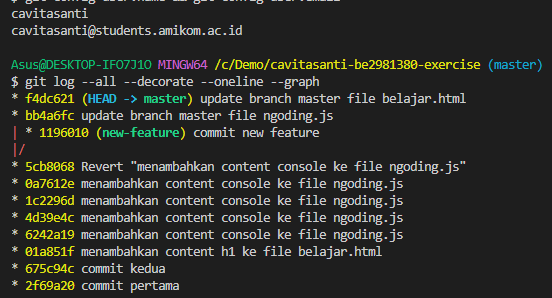 cavitasanti
cavitasanti@students.amikom.ac.id
Asus@DESKTOP-IFO7J1O MINGW64 /c/Demo/cavitasanti-be2981380-exercise (master)
$ git log --all --decorate --oneline --graph
* f4dc621 (HEAD -> master) update branch master file belajar.html
* bb4a6fc update branch master file ngoding.js
| * 1196010 (new-feature) commit new feature
|/
* 5cb8068 Revert "menambahkan content console ke file ngoding.js"
* 0a7612e menambahkan content console ke file ngoding.js
* 1c2296d menambahkan content console ke file ngoding.js
* 4d39e4c menambahkan content console ke file ngoding.js
* 6242a19 menambahkan content console ke file ngoding.js
* 01a851f menambahkan content h1 ke file belajar.html
* 675c94c commit kedua
* 2f69a20 commit pertama